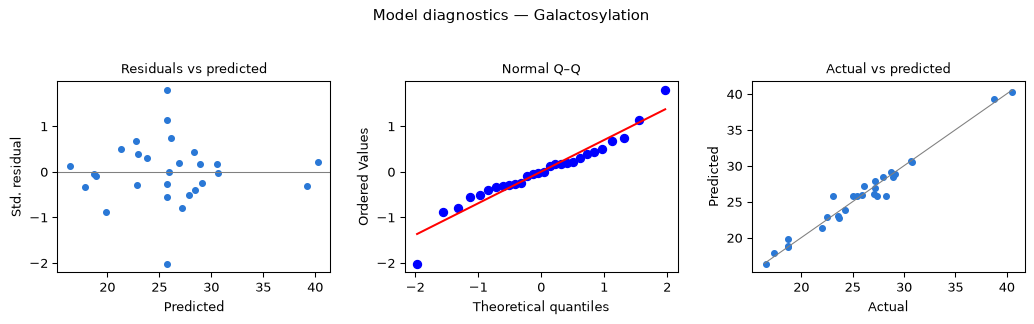 Model diagnostics — Galactosylation
Residuals vs predicted
Std. residual
1
0
−1
−2
20
25
30
35
40
Predicted
Normal Q–Q
Ordered Values
1
0
−1
−2
−2
−1
0
1
2
Theoretical quantiles
Actual vs predicted
Predicted
40
35
30
25
20
20
25
30
35
40
Actual